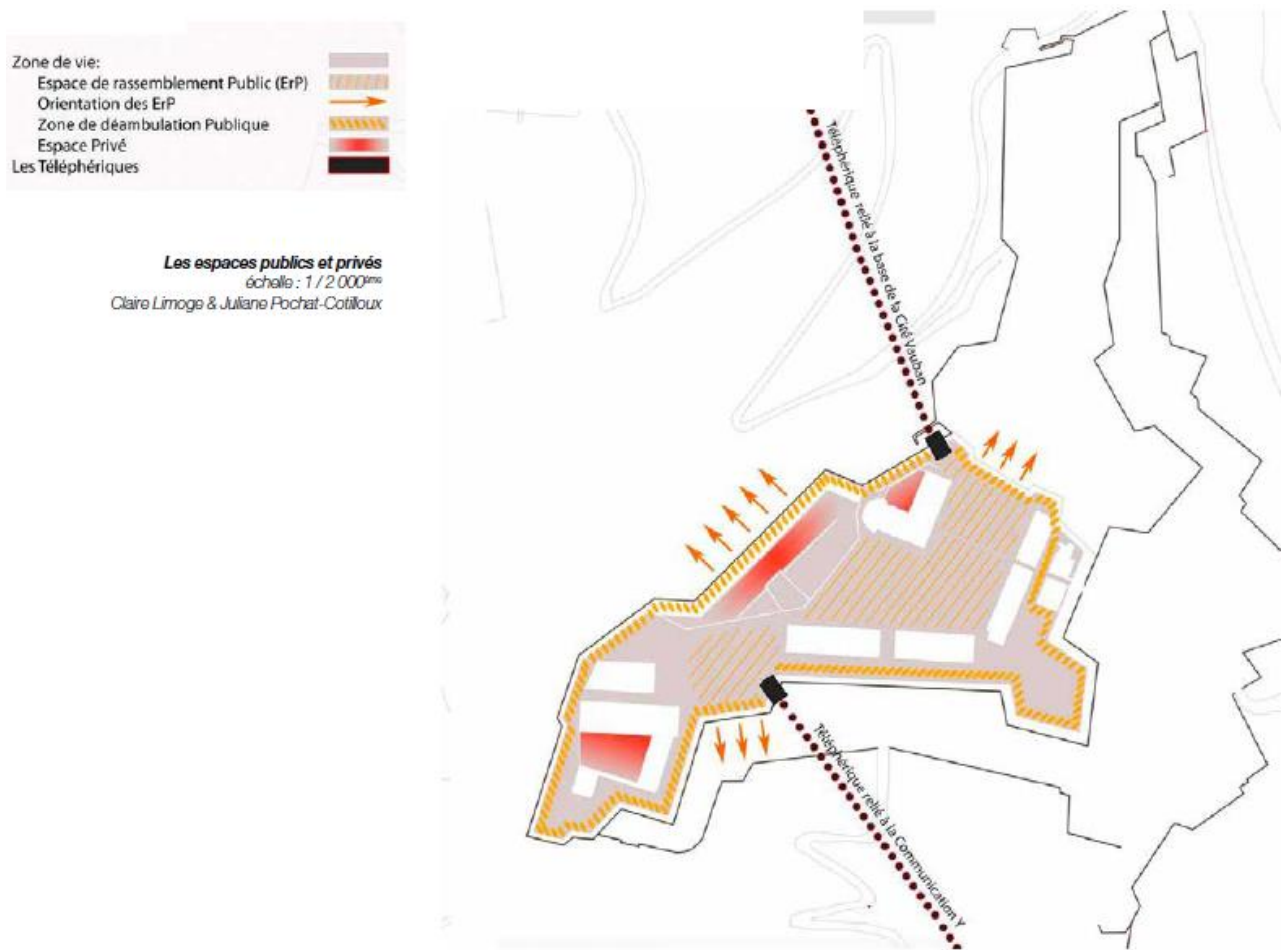 Zone de vie:
Espace de rassemblement Public (ErP)
Orientation des ErP
Zone de déambulation Publique
Espace Privé
Les Téléphériques
Les espaces publics et privés
échelle : 1 / 2 000ème
Claire Limoge & Juliane Pochat-Cotilloux
Téléphérique relié à la base de la Cité Vauban
Téléphérique relié à la Communication Y